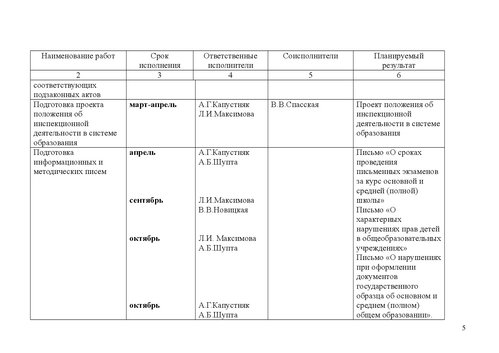 Наименование работ
Срок исполнения
Ответственные исполнители
Соисполнители
Планируемый результат
2
3
4
5
6
соответствующих
подзаконных актов
Подготовка проекта
положения об
инспекционной
деятельности в системе
образования
март-апрель
А.Г.Капустняк
Л.И.Максимова
В.В.Спасская
Проект положения об
инспекционной
деятельности в системе
образования
Подготовка
информационных и
методических писем
апрель
сентябрь
октябрь
октябрь
А.Г.Капустняк
А.Б.Шупта
Л.И.Максимова
В.В.Новицкая
Л.И. Максимова
А.Б.Шупта
А.Г.Капустняк
А.Б.Шупта
Письмо «О сроках
проведения
письменных экзаменов
за курс основной и
средней (полной)
школы»
Письмо «О
характерных
нарушениях прав детей
в общеобразовательных
учреждениях»
Письмо «О нарушениях
при оформлении
документов
государственного
образца об основном и
среднем (полном)
общем образовании».
5